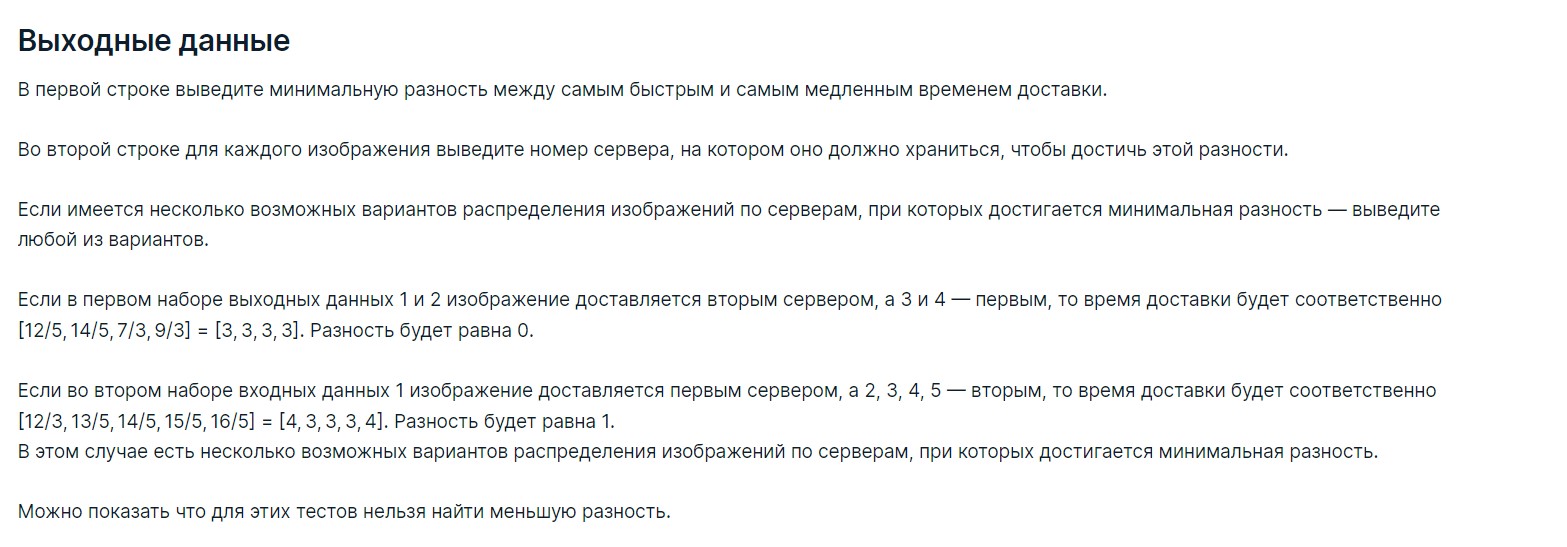 Выходные данные
В первой строке выведите минимальную разность между самым быстрым и самым медленным временем доставки.
Во второй строке для каждого изображения выведите номер сервера, на котором оно должно храниться, чтобы достичь этой разности.
Если имеется несколько возможных вариантов распределения изображений по серверам, при которых достигается минимальная разность — выведите
любой из вариантов.
Если в первом наборе выходных данных 1 и 2 изображение доставляется вторым сервером, а 3 и 4 — первым, то время доставки будет соответственно
[12/5, 14/5, 7/3, 9/3] = [3, 3, 3, 3]. Разность будет равна 0.
Если во втором наборе входных данных 1 изображение доставляется первым сервером, а 2, 3, 4, 5 — вторым, то время доставки будет соответственно
[12/3, 13/5, 14/5, 15/5, 16/5] = [4, 3, 3, 3, 4]. Разность будет равна 1.
В этом случае есть несколько возможных вариантов распределения изображений по серверам, при которых достигается минимальная разность.
Можно показать что для этих тестов нельзя найти меньшую разность.